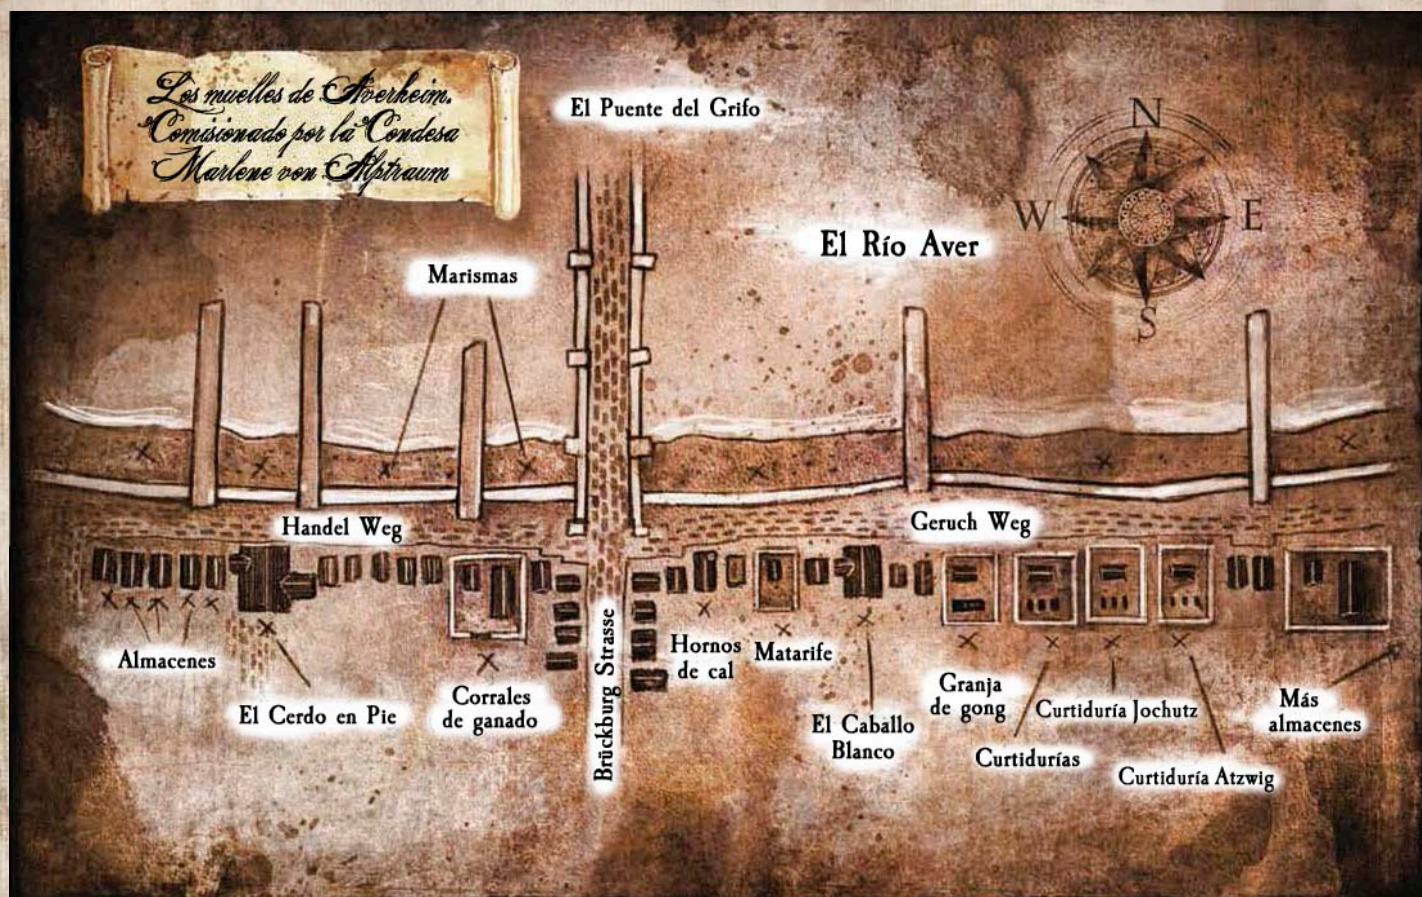 Los muelles de Averheim.
Comisionado por la Condesa
Marlene von Alptraum
El Puente del Grifo
N
W
E
S
El Río Aver
Marismas
Handel Weg
Geruch Weg
Almacenes
El Cerdo en Pie
Corrales
de ganado
Brückburg Strasse
Hornos
de cal
Matarife
El Caballo
Blanco
Granja
de gong
Curtidurías
Curtiduría Jochutz
Curtiduría Atzwig
Más
almacenes